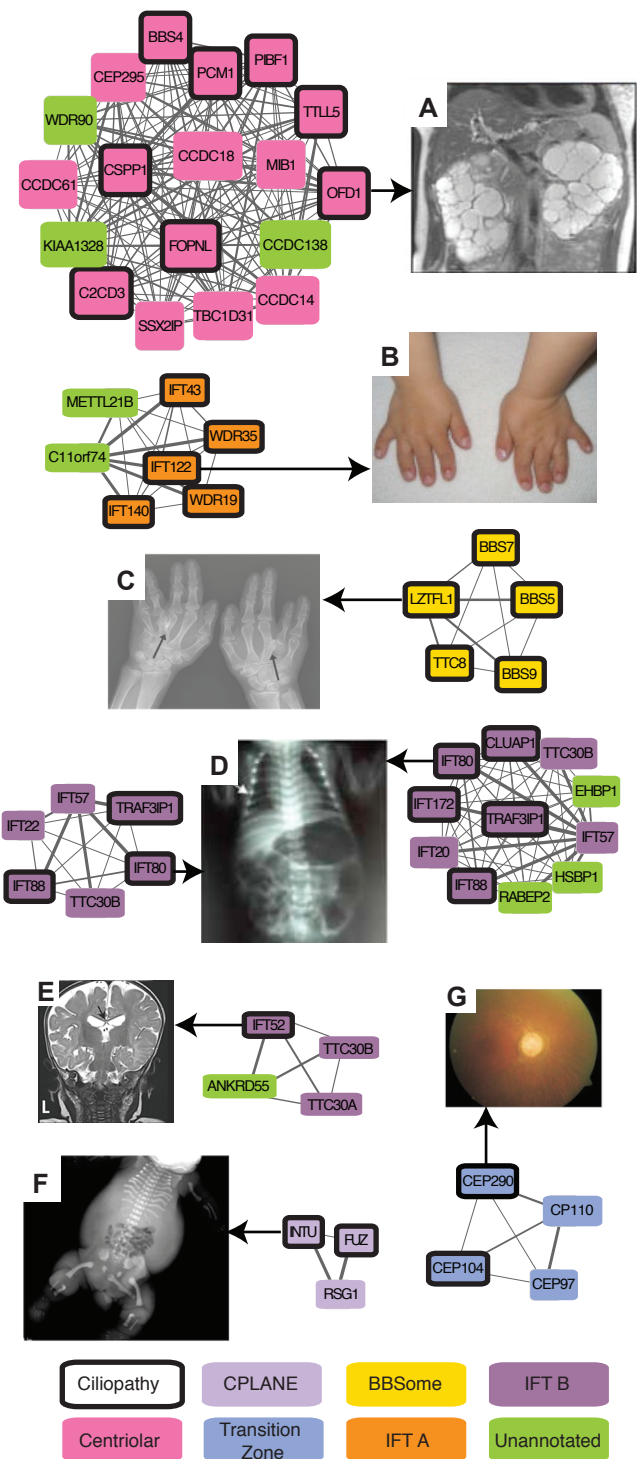 BBS4
PIBF1
CEP295
PCM1
A
TTLL5
WDR90
CCDC18
CSPP1
MIB1
CCDC61
OFD1
KIAA1328
FOPNL
CCDC138
C2CD3
CCDC14
SSX2IP
TBC1D31
B
IFT43
METTL21B
WDR35
C11orf74
IFT122
WDR19
IFT140
BBS7
C
LZTFL1
BBS5
TTC8
BBS9
CLUAP1
D
IFT80
TTC30B
IFT57
TRAF3IP1
EHBP1
IFT172
IFT22
TRAF3IP1
IFT57
IFT20
IFT80
IFT88
HSBP1
IFT88
TTC30B
RABEP2
E
G
IFT52
TTC30B
ANKRD55
L
TTC30A
F
CEP290
CP110
INTU
FUZ
CEP104
CEP97
RSG1
Ciliopathy
CPLANE
BBSome
IFT B
Centriolar
Transition
Zone
IFT A
Unannotated